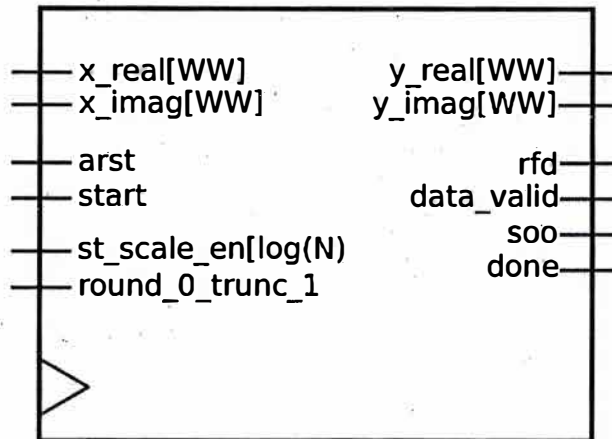 x_real[WW]
x_imag[WW]
arst
start
st_scale_en[log(N)
round_0_trunc_1
y_real[WW]
y_imag[WW]
rfd
data_valid
soo
done